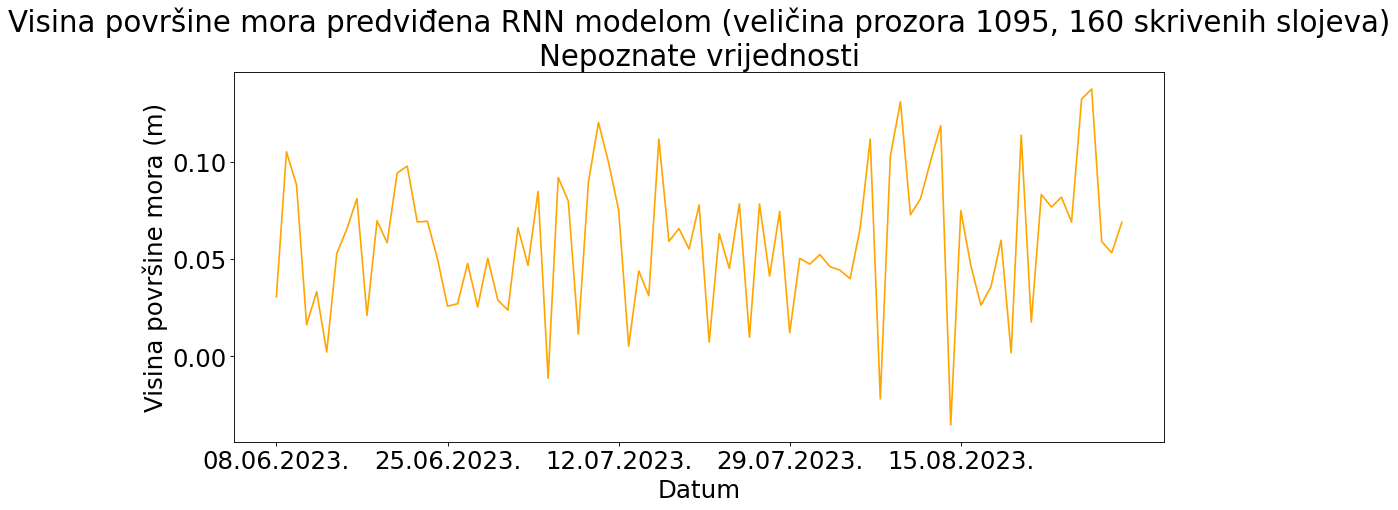 Visina površine mora predviđena RNN modelom (veličina prozora 1095, 160 skrivenih slojeva)
Nepoznate vrijednosti
Visina površine mora (m)
0.10
0.05
0.00
08.06.2023. 25.06.2023. 12.07.2023. 29.07.2023. 15.08.2023.
Datum